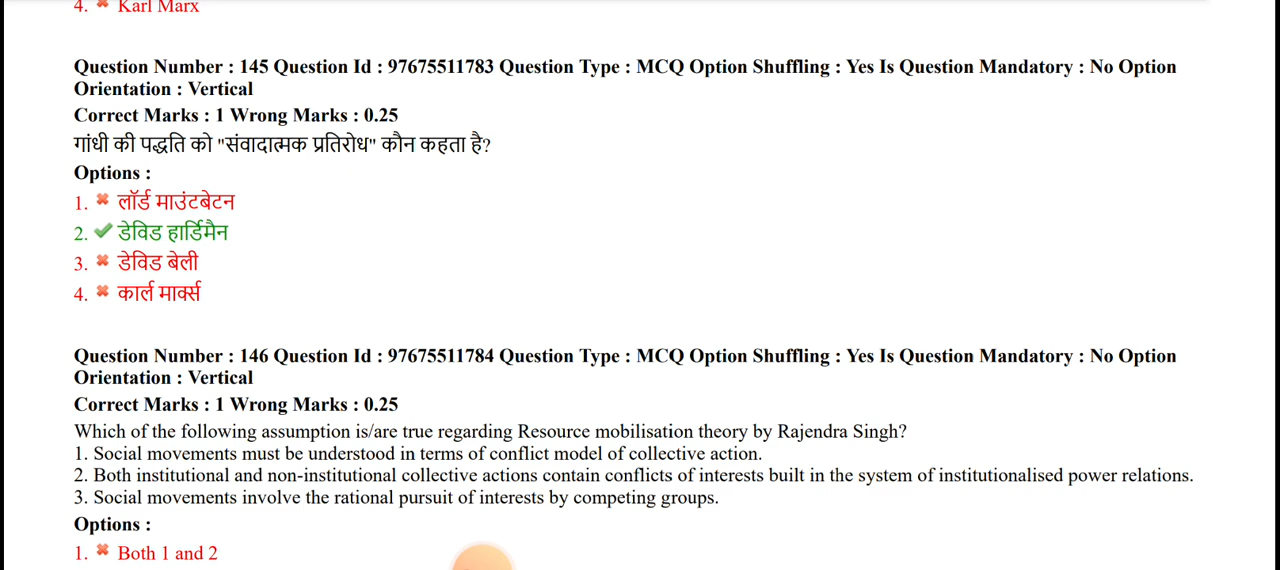 4. Karl Marx
Question Number : 145 Question Id : 97675511783 Question Type : MCQ Option Shuffling : Yes Is Question Mandatory : No Option
Orientation : Vertical
Correct Marks : 1 Wrong Marks : 0.25
गांधी की पद्धति को "संवादात्मक प्रतिरोध" कौन कहता है?
Options :
1. लॉर्ड माउंटबेटन
2. डेविड हार्डिमैन
3. डेविड बेली
4. कार्ल मार्क्स
Question Number : 146 Question Id : 97675511784 Question Type : MCQ Option Shuffling : Yes Is Question Mandatory : No Option
Orientation : Vertical
Correct Marks : 1 Wrong Marks : 0.25
Which of the following assumption is/are true regarding Resource mobilisation theory by Rajendra Singh?
1. Social movements must be understood in terms of conflict model of collective action.
2. Both institutional and non-institutional collective actions contain conflicts of interests built in the system of institutionalised power relations.
3. Social movements involve the rational pursuit of interests by competing groups.
Options :
1. Both 1 and 2